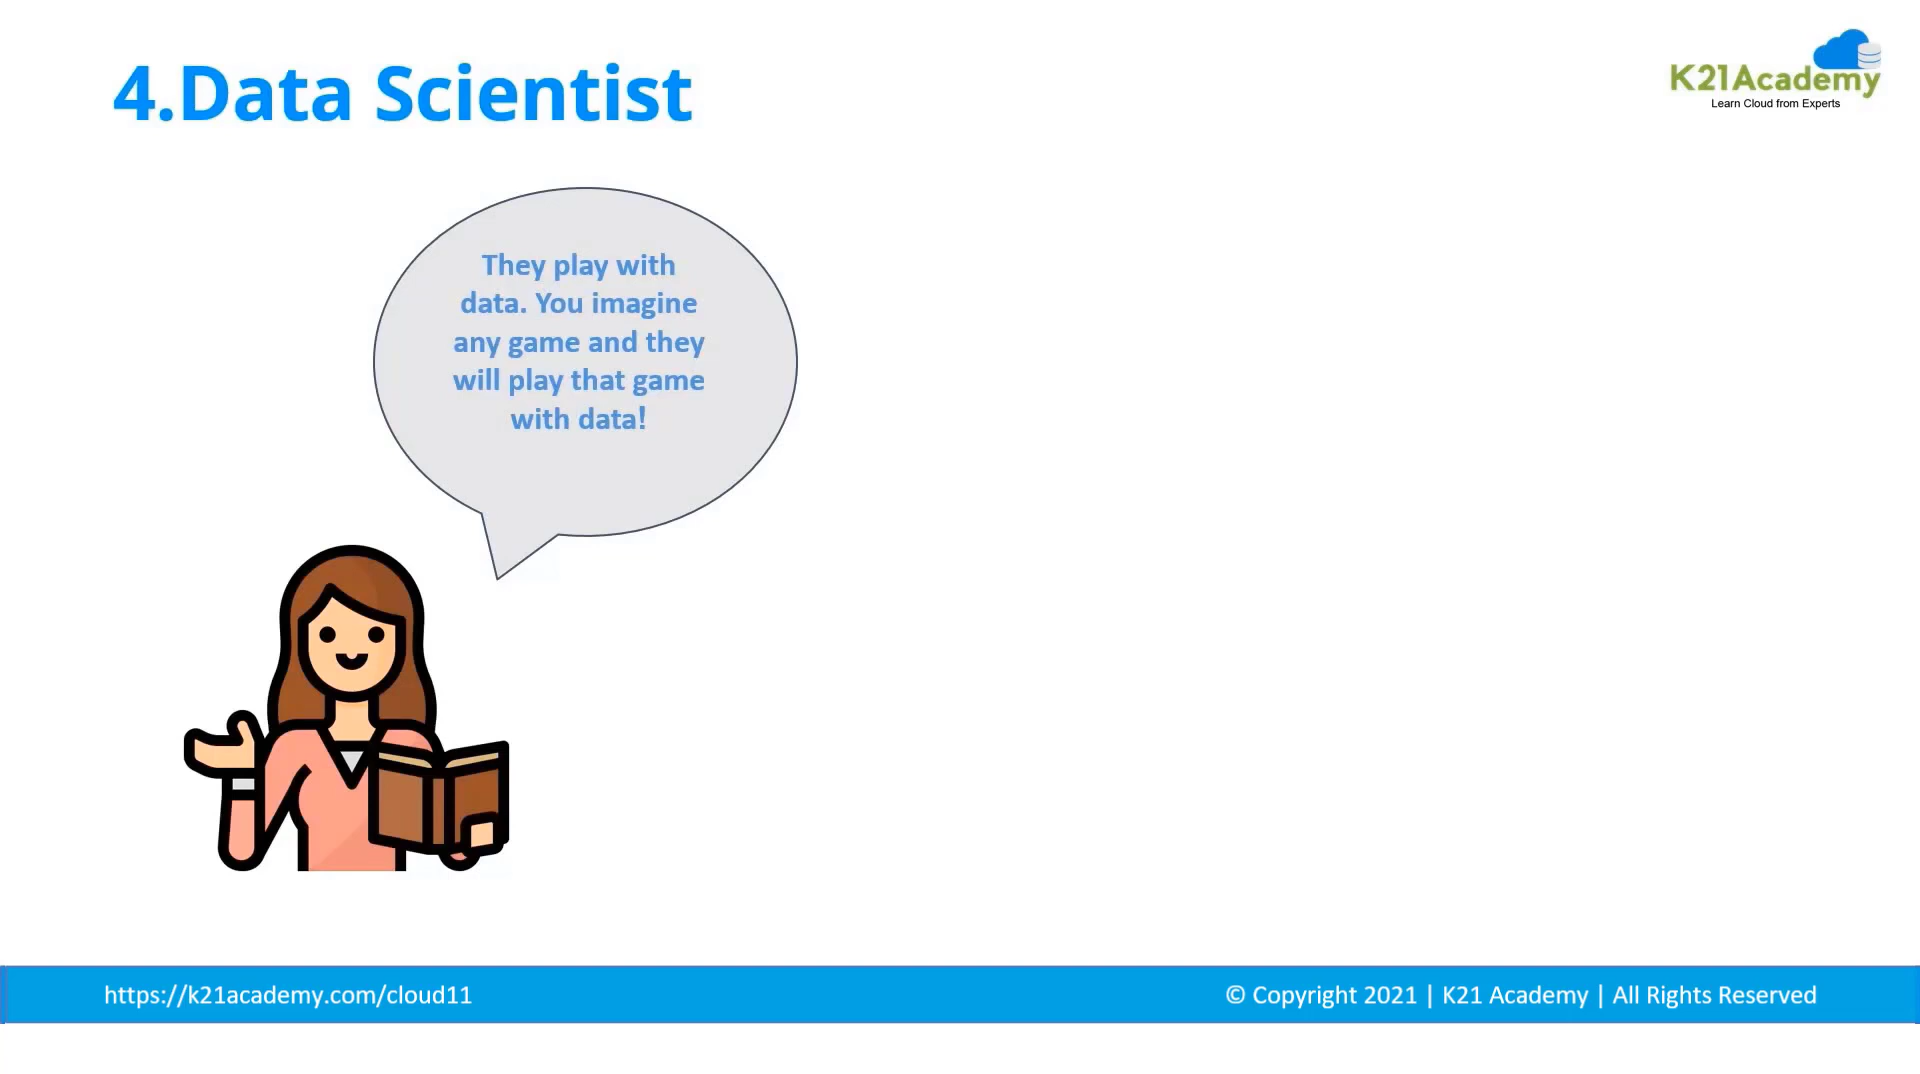 4.Data Scientist
K21Academy
Learn Cloud from Experts
They play with
data. You imagine
any game and they
will play that game
with data!
https://k21academy.com/cloud11
© Copyright 2021 | K21 Academy | All Rights Reserved